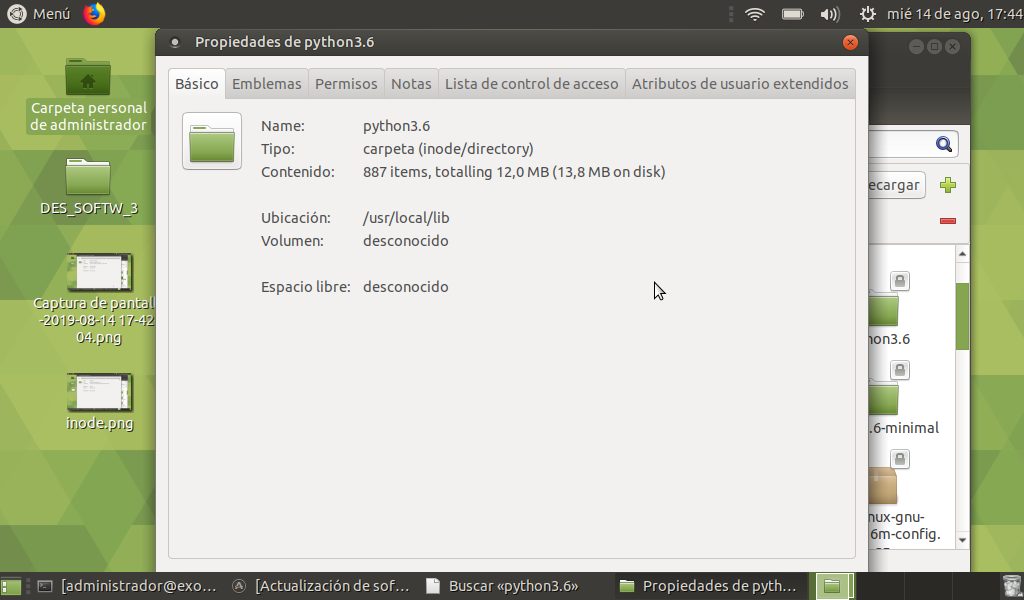 Menú
mié 14 de ago, 17:44
Carpeta personal
de administrador
DES_SOFTW_3
Captura de pantall
-2019-08-14 17-42
04.png
inode.png
Propiedades de python3.6
Básico
Emblemas
Permisos
Notas
Lista de control de acceso
Atributos de usuario extendidos
Name: python3.6
Tipo: carpeta (inode/directory)
Contenido: 887 items, totalling 12,0 MB (13,8 MB on disk)
Ubicación: /usr/local/lib
Volumen: desconocido
Espacio libre: desconocido
ecargar
hon3.6
.6-minimal
nux-gnu-
6m-config.
[administrador@exo...
[Actualización de sof...
Buscar «python3.6»
Propiedades de pyth...